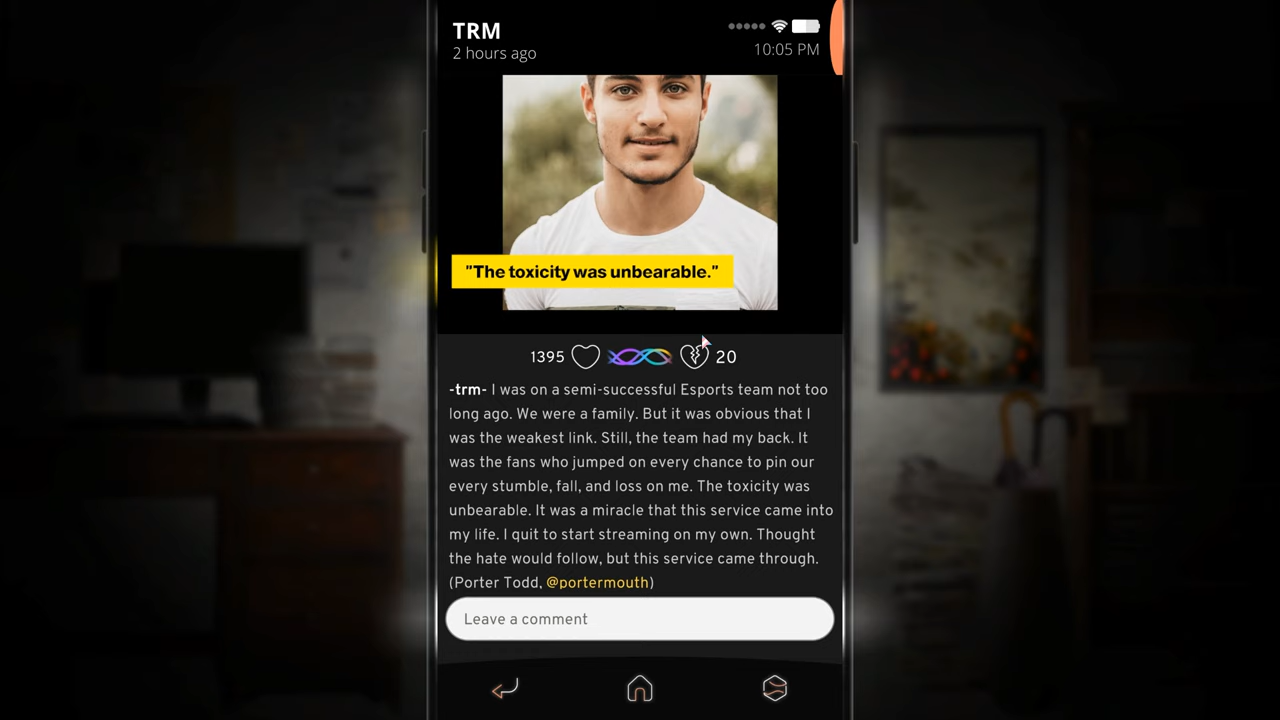 TRM
2 hours ago
10:05 PM
"The toxicity was unbearable."
1395
20
-trm- I was on a semi-successful Esports team not too
long ago. We were a family. But it was obvious that I
was the weakest link. Still, the team had my back. It
was the fans who jumped on every chance to pin our
every stumble, fall, and loss on me. The toxicity was
unbearable. It was a miracle that this service came into
my life. I quit to start streaming on my own. Thought
the hate would follow, but this service came through.
(Porter Todd, @portermouth)
Leave a comment